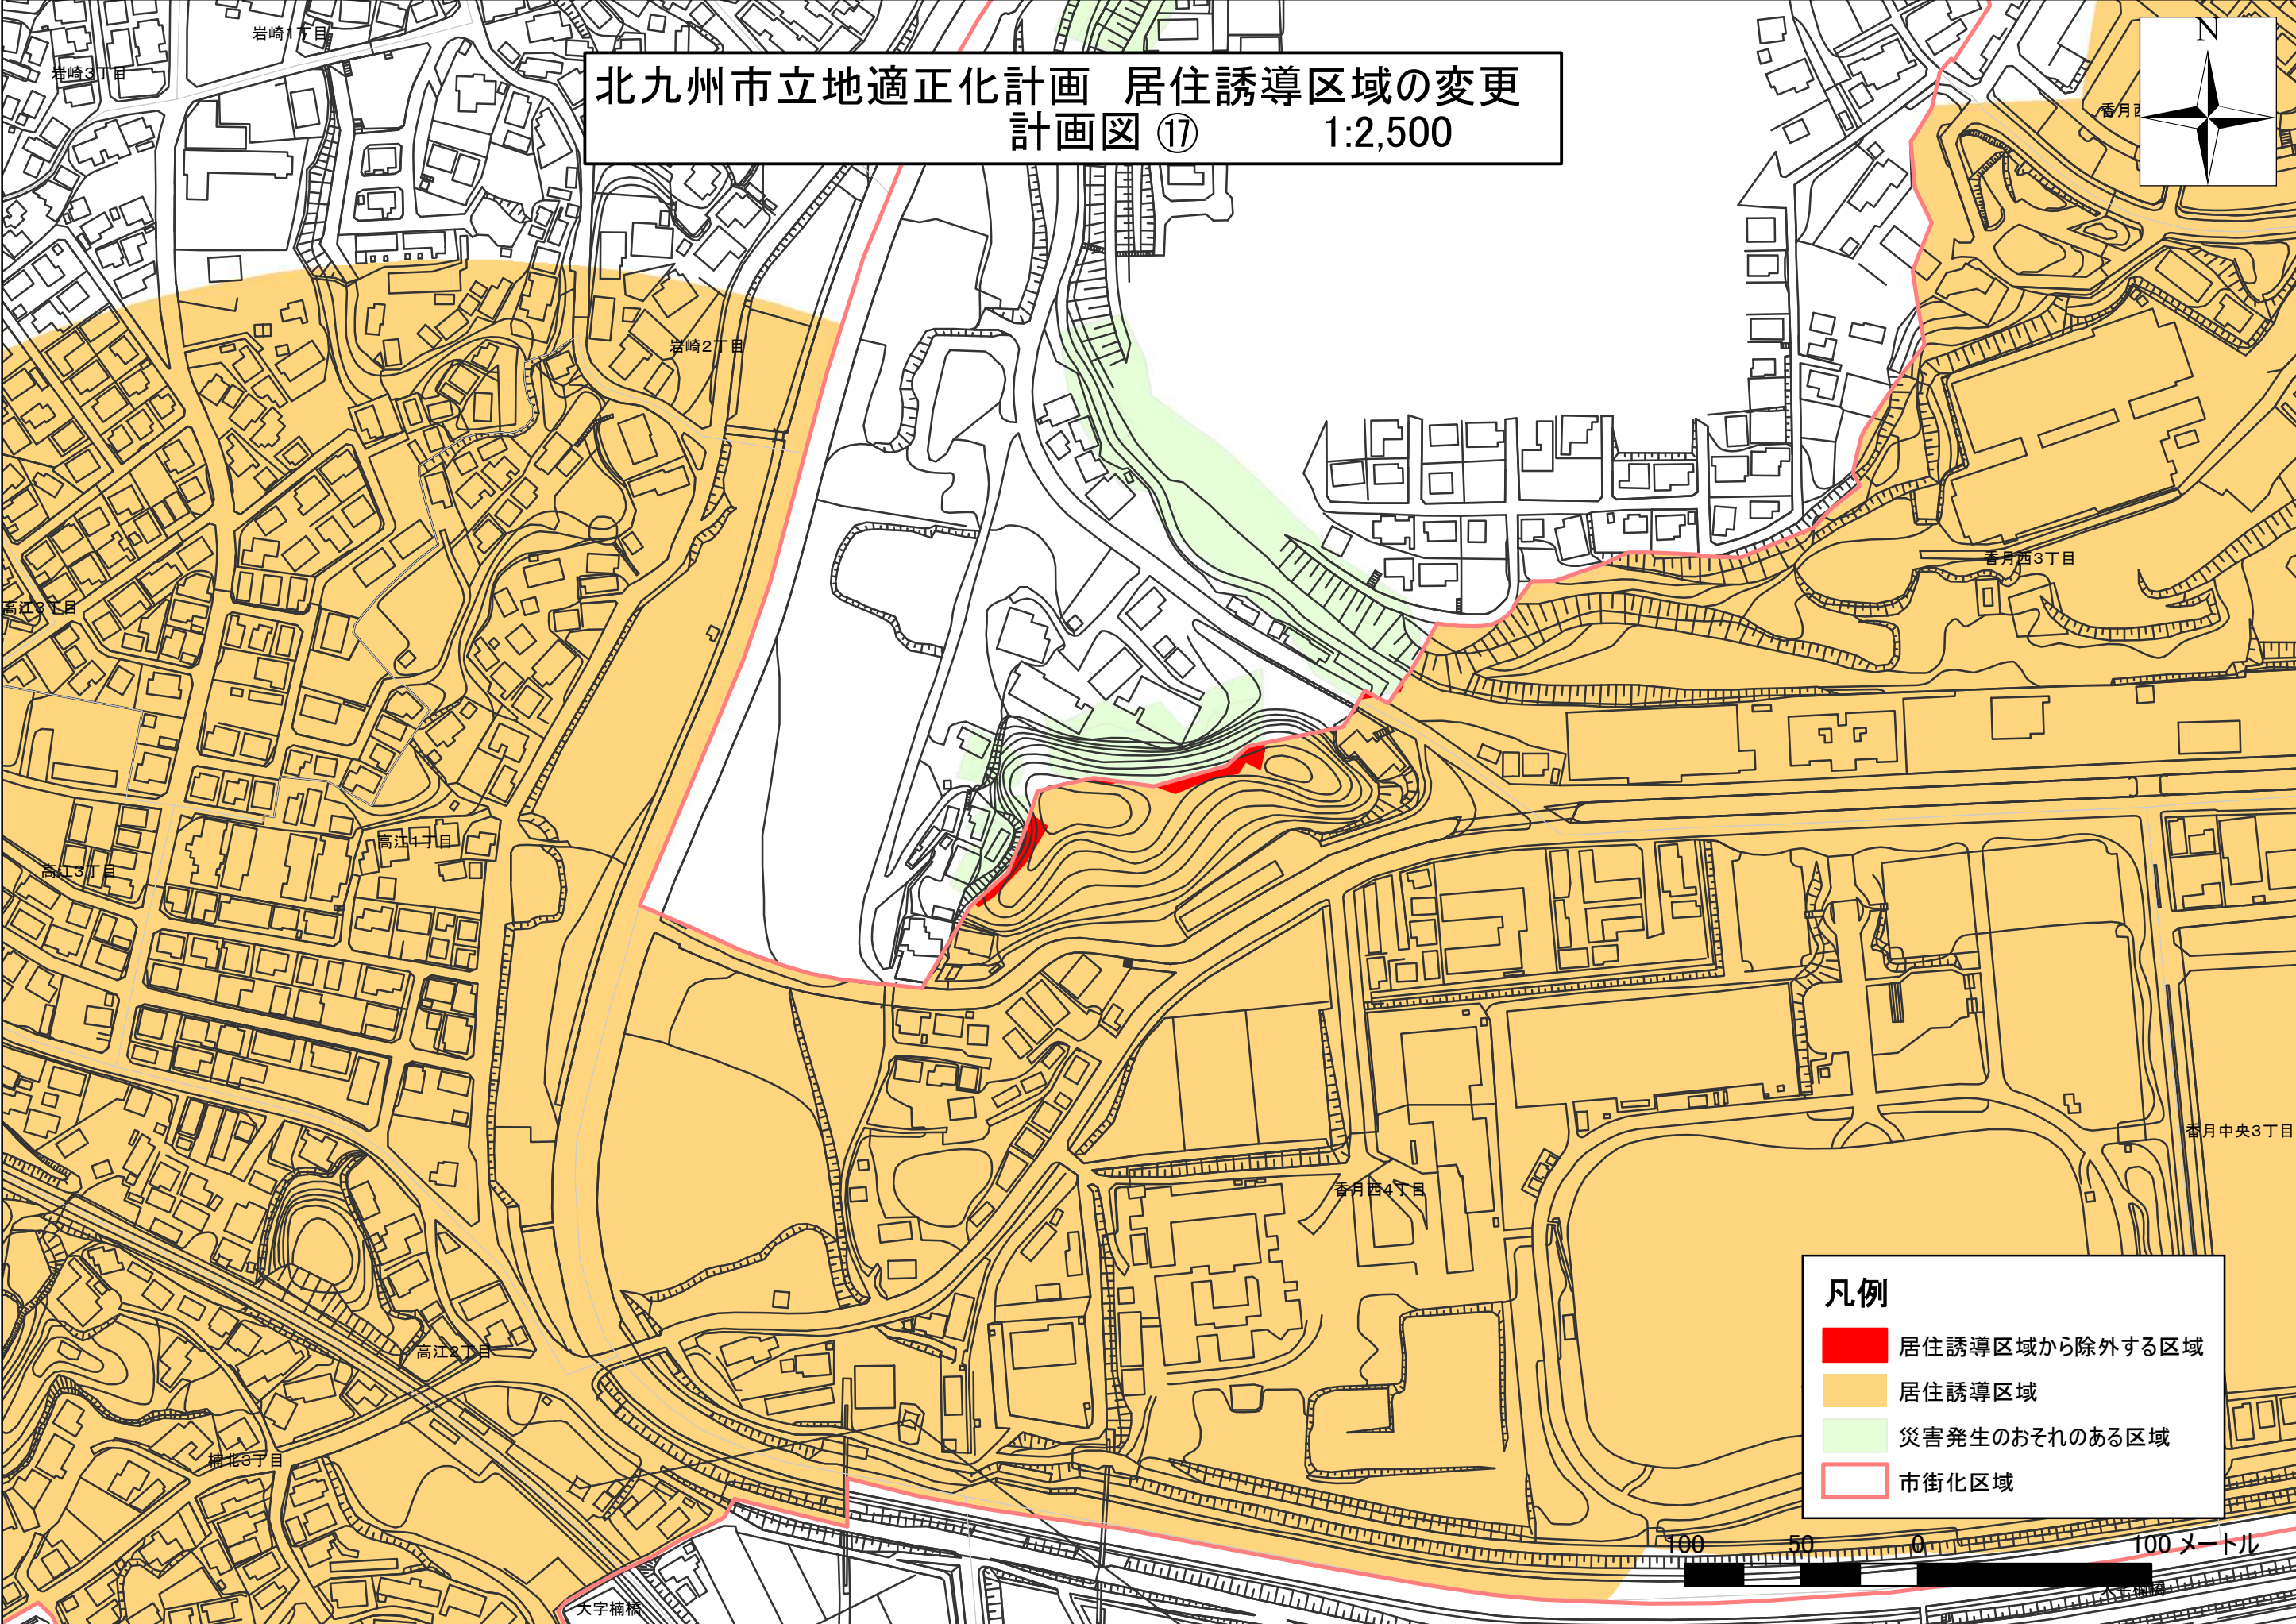 北九州市立地適正化計画　居住誘導区域の変更
計画図 ⑰　　1:2,500
N
岩崎1丁目
岩崎3丁目
岩崎2丁目
香月西3丁目
高江3丁目
高江1丁目
高江3丁目
香月中央3丁目
香月西4丁目
高江2丁目
楠北3丁目
大字楠橋
凡例
居住誘導区域から除外する区域
居住誘導区域
災害発生のおそれのある区域
市街化区域
100 50 0 100 メートル